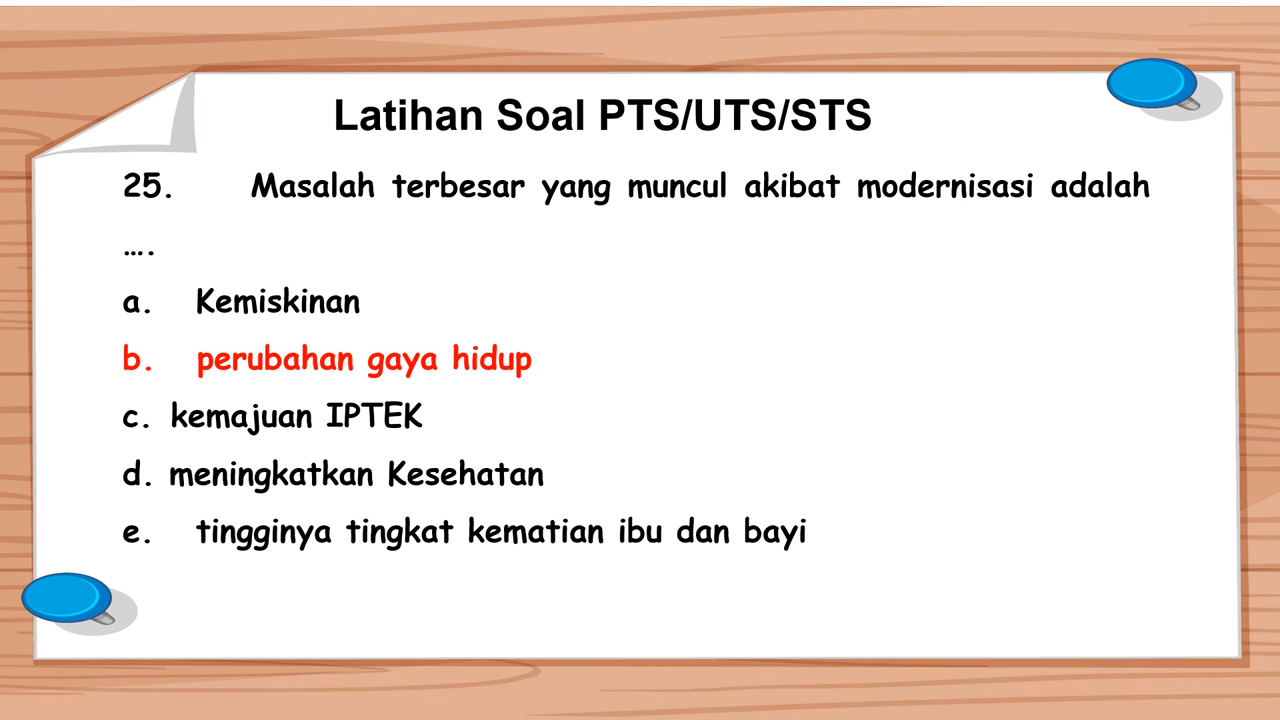 Latihan Soal PTS/UTS/STS
25. Masalah terbesar yang muncul akibat modernisasi adalah
….
a. Kemiskinan
b. perubahan gaya hidup
c. kemajuan IPTEK
d. meningkatkan Kesehatan
e. tingginya tingkat kematian ibu dan bayi